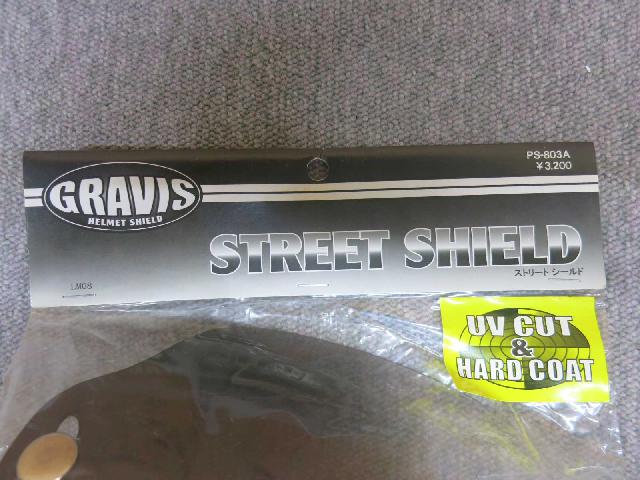 PS-803A
¥3,200
GRAVIS
HELMET SHIELD
STREET SHIELD
ストリート シールド
LM08
UV CUT
&
HARD COAT